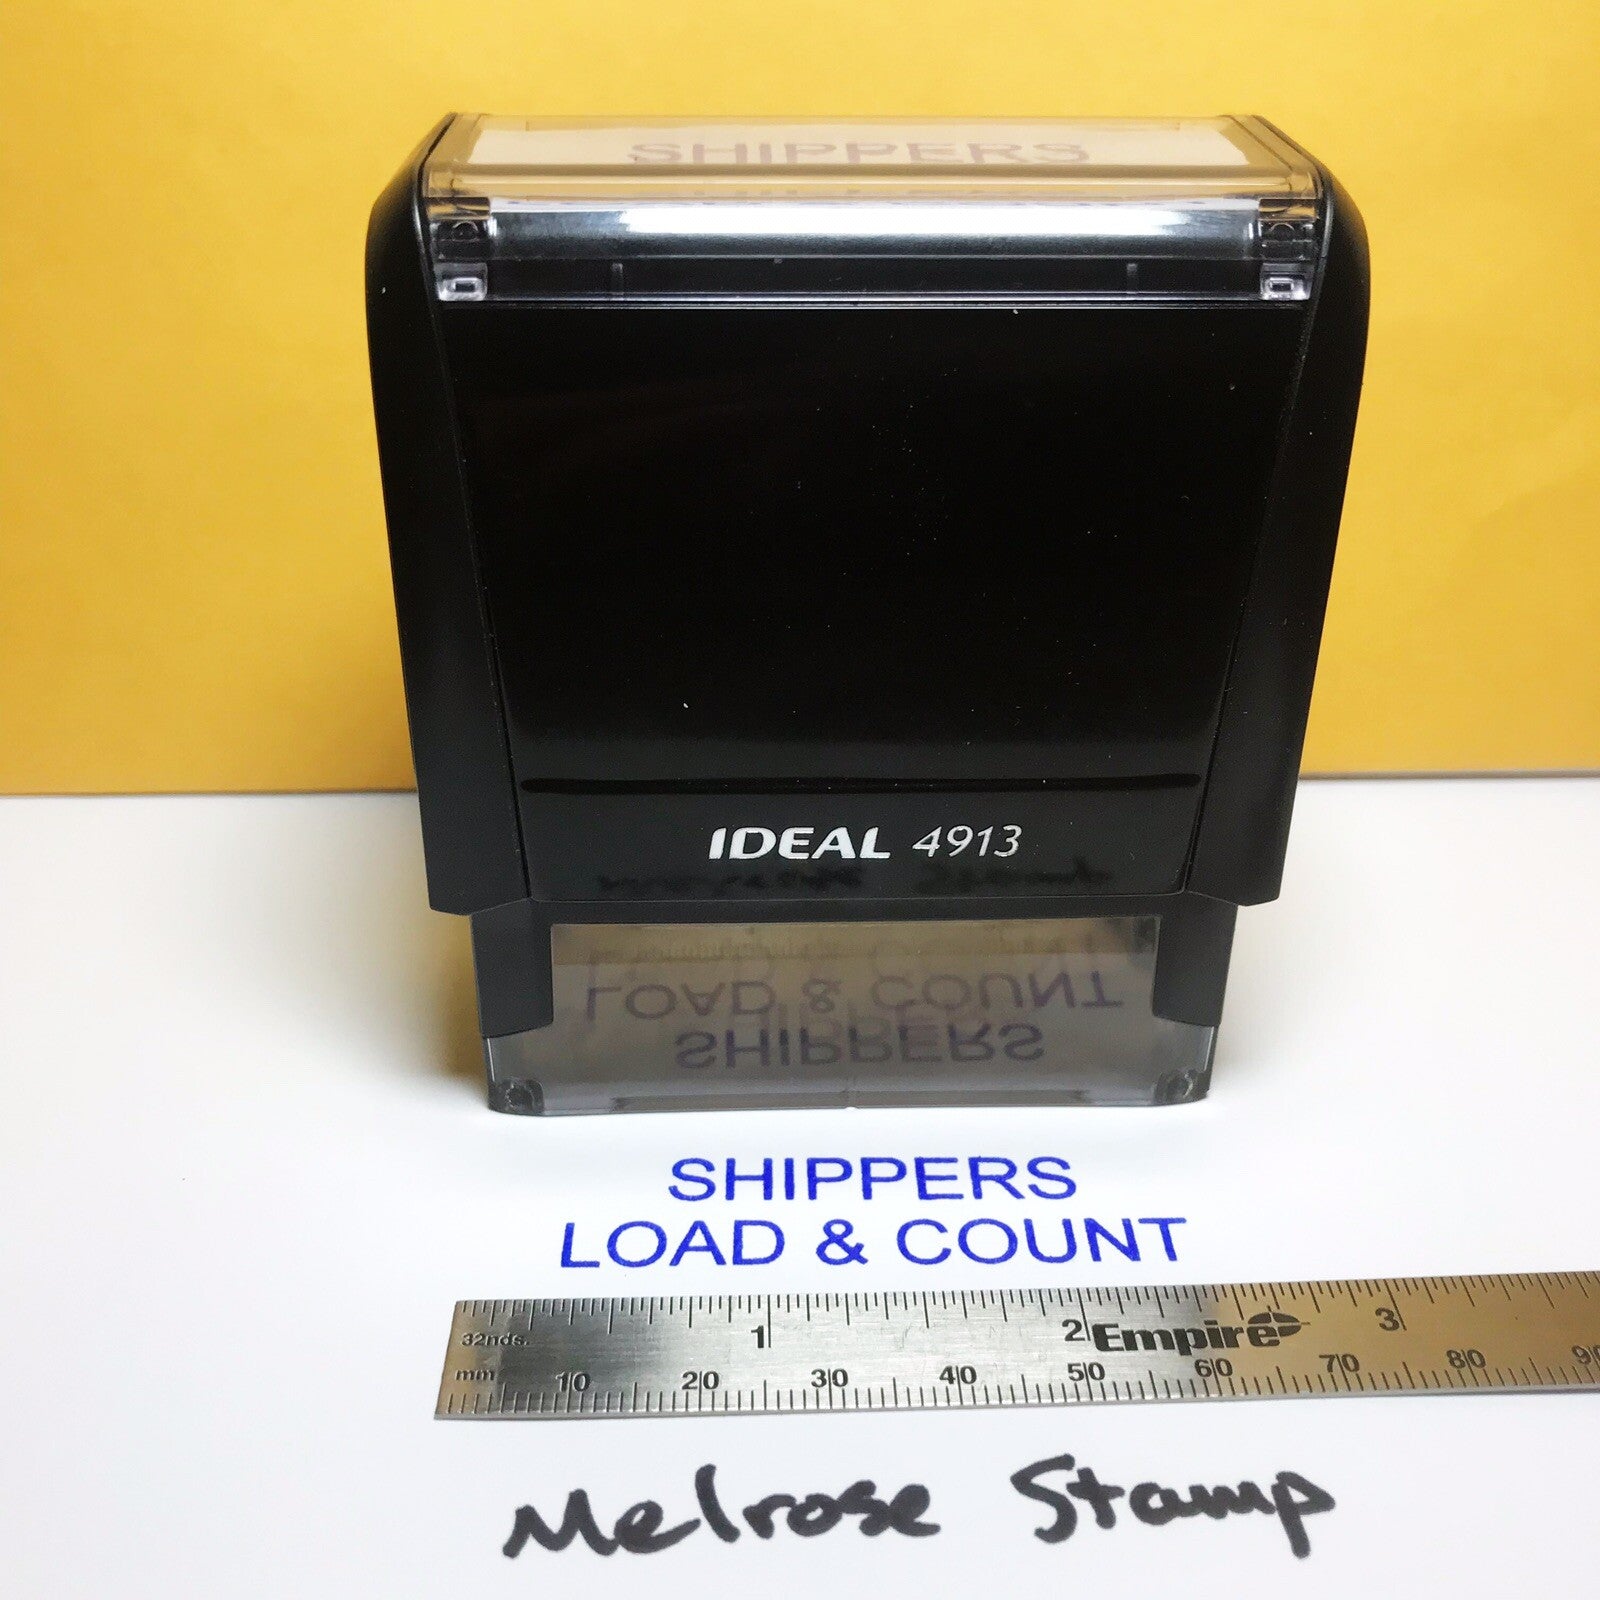 SHIPPERS
IDEAL 4913
LOAD & COUNT
SHIPPERS
SHIPPERS
LOAD & COUNT
32nds. 1 2 Empire 3
mm 10 20 30 40 50 60 70 80 90
Melrose Stamp